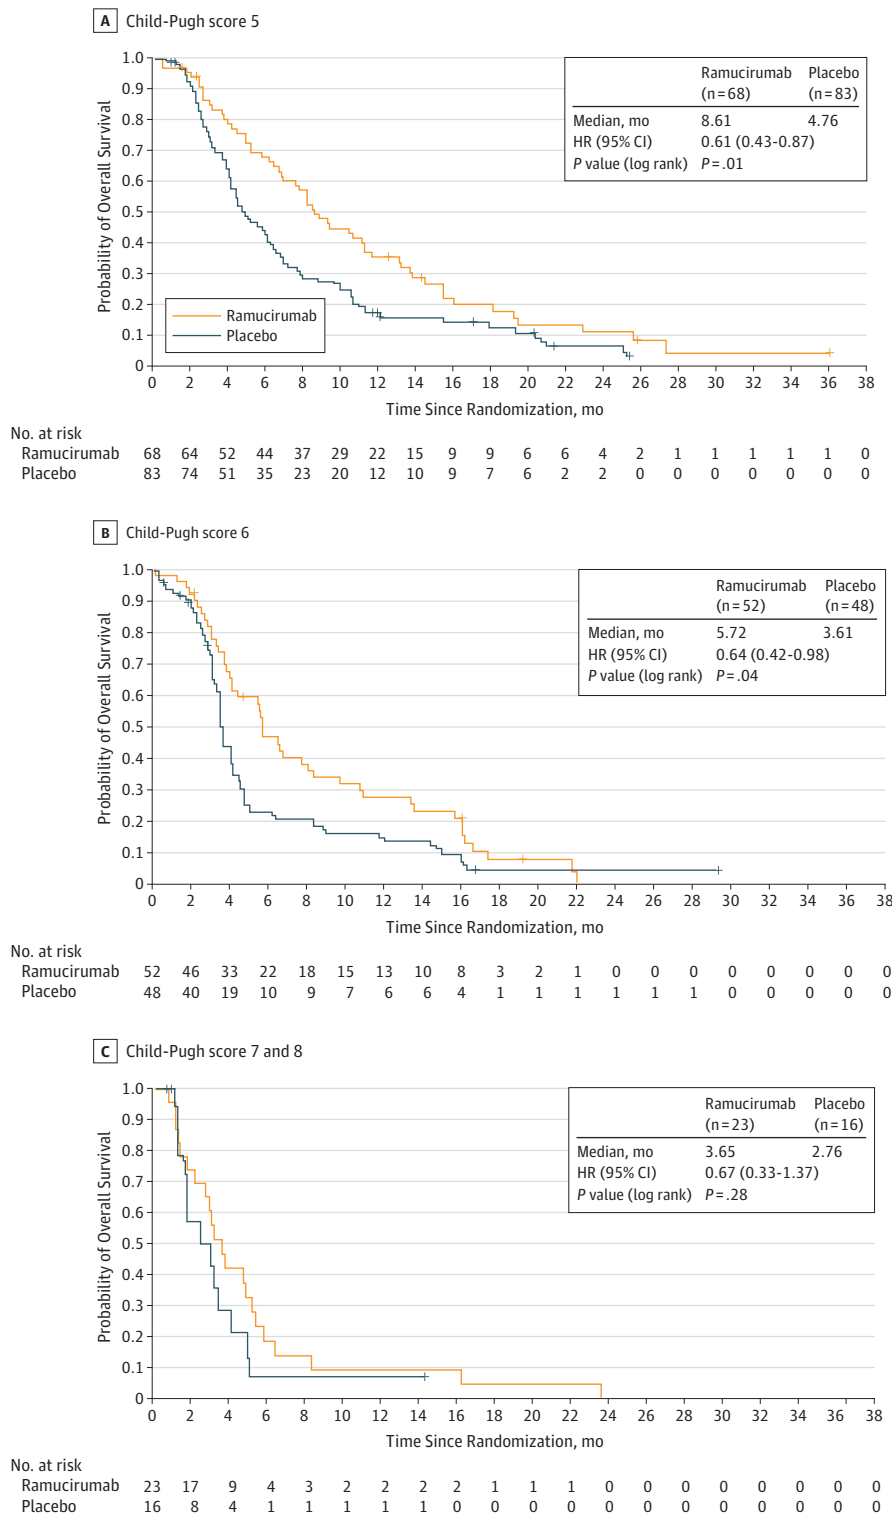 A Child-Pugh score 5
1.0
0.9
0.8
0.7
0.6
0.5
0.4
0.3
0.2
0.1
0
Probability of Overall Survival
Ramucirumab Placebo
(n=68) (n=83)
Median, mo 8.61 4.76
HR (95% CI) 0.61 (0.43-0.87)
P value (log rank) P=.01
Ramucirumab
Placebo
0 2 4 6 8 10 12 14 16 18 20 22 24 26 28 30 32 34 36 38
Time Since Randomization, mo
No. at risk
Ramucirumab 68 64 52 44 37 29 22 15 9 9 6 6 4 2 1 1 1 1 1 0
Placebo 83 74 51 35 23 20 12 10 9 7 6 2 2 0 0 0 0 0 0 0
B Child-Pugh score 6
1.0
0.9
0.8
0.7
0.6
0.5
0.4
0.3
0.2
0.1
0
Probability of Overall Survival
Ramucirumab Placebo
(n=52) (n=48)
Median, mo 5.72 3.61
HR (95% CI) 0.64 (0.42-0.98)
P value (log rank) P=.04
0 2 4 6 8 10 12 14 16 18 20 22 24 26 28 30 32 34 36 38
Time Since Randomization, mo
No. at risk
Ramucirumab 52 46 33 22 18 15 13 10 8 3 2 1 0 0 0 0 0 0 0 0
Placebo 48 40 19 10 9 7 6 6 4 1 1 1 1 1 1 0 0 0 0 0
C Child-Pugh score 7 and 8
1.0
0.9
0.8
0.7
0.6
0.5
0.4
0.3
0.2
0.1
0
Probability of Overall Survival
Ramucirumab Placebo
(n=23) (n=16)
Median, mo 3.65 2.76
HR (95% CI) 0.67 (0.33-1.37)
P value (log rank) P=.28
0 2 4 6 8 10 12 14 16 18 20 22 24 26 28 30 32 34 36 38
Time Since Randomization, mo
No. at risk
Ramucirumab 23 17 9 4 3 2 2 2 2 1 1 1 0 0 0 0 0 0 0 0
Placebo 16 8 4 1 1 1 1 1 0 0 0 0 0 0 0 0 0 0 0 0